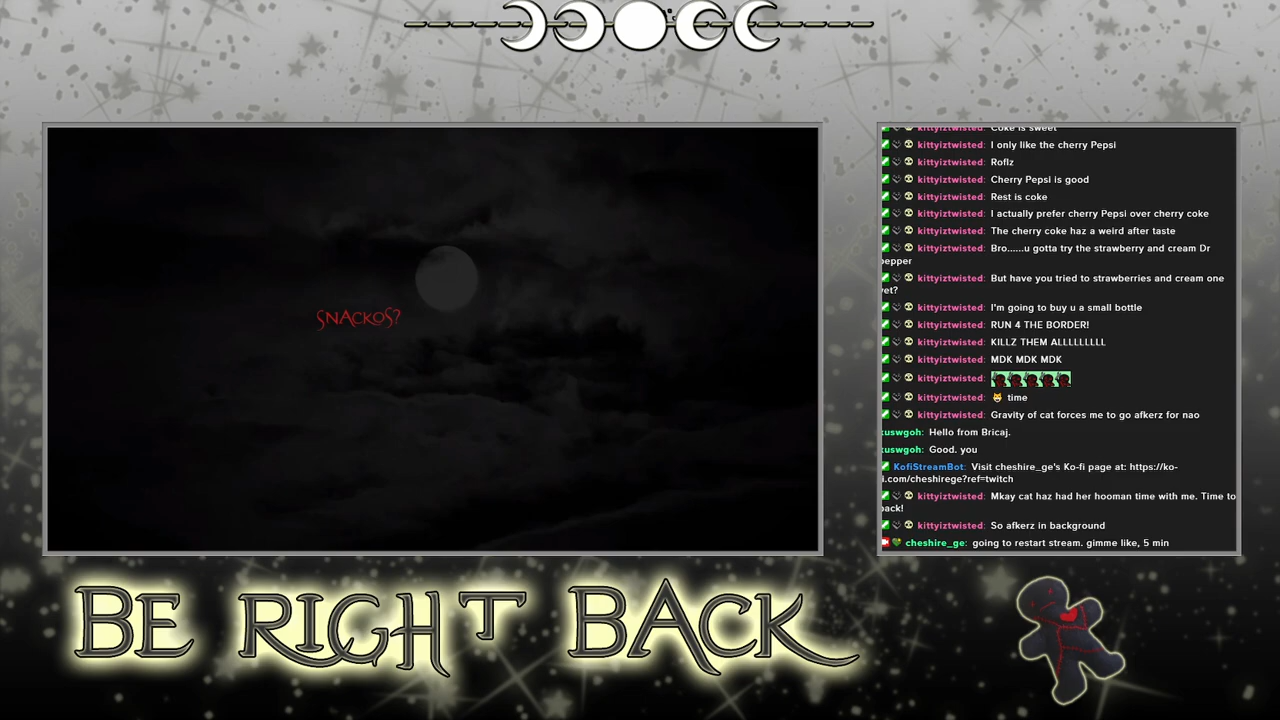 SNACKOS?
kittyiztwisted: Coke is sweet
kittyiztwisted: I only like the cherry Pepsi
kittyiztwisted: Roflz
kittyiztwisted: Cherry Pepsi is good
kittyiztwisted: Rest is coke
kittyiztwisted: I actually prefer cherry Pepsi over cherry coke
kittyiztwisted: The cherry coke haz a weird after taste
kittyiztwisted: Bro......u gotta try the strawberry and cream Dr
pepper
kittyiztwisted: But have you tried to strawberries and cream one
yet?
kittyiztwisted: I'm going to buy u a small bottle
kittyiztwisted: RUN 4 THE BORDER!
kittyiztwisted: KILLZ THEM ALLLLLLLLL
kittyiztwisted: MDK MDK MDK
kittyiztwisted:
kittyiztwisted: time
kittyiztwisted: Gravity of cat forces me to go afkerz for nao
kuswgoh: Hello from Bricaj.
kuswgoh: Good. you
KofiStreamBot: Visit cheshire_ge's Ko-fi page at: https://ko-
fi.com/cheshirege?ref=twitch
kittyiztwisted: Mkay cat haz had her hooman time with me. Time to
back!
kittyiztwisted: So afkerz in background
cheshire_ge: going to restart stream. gimme like, 5 min
BE RIGHT BACK